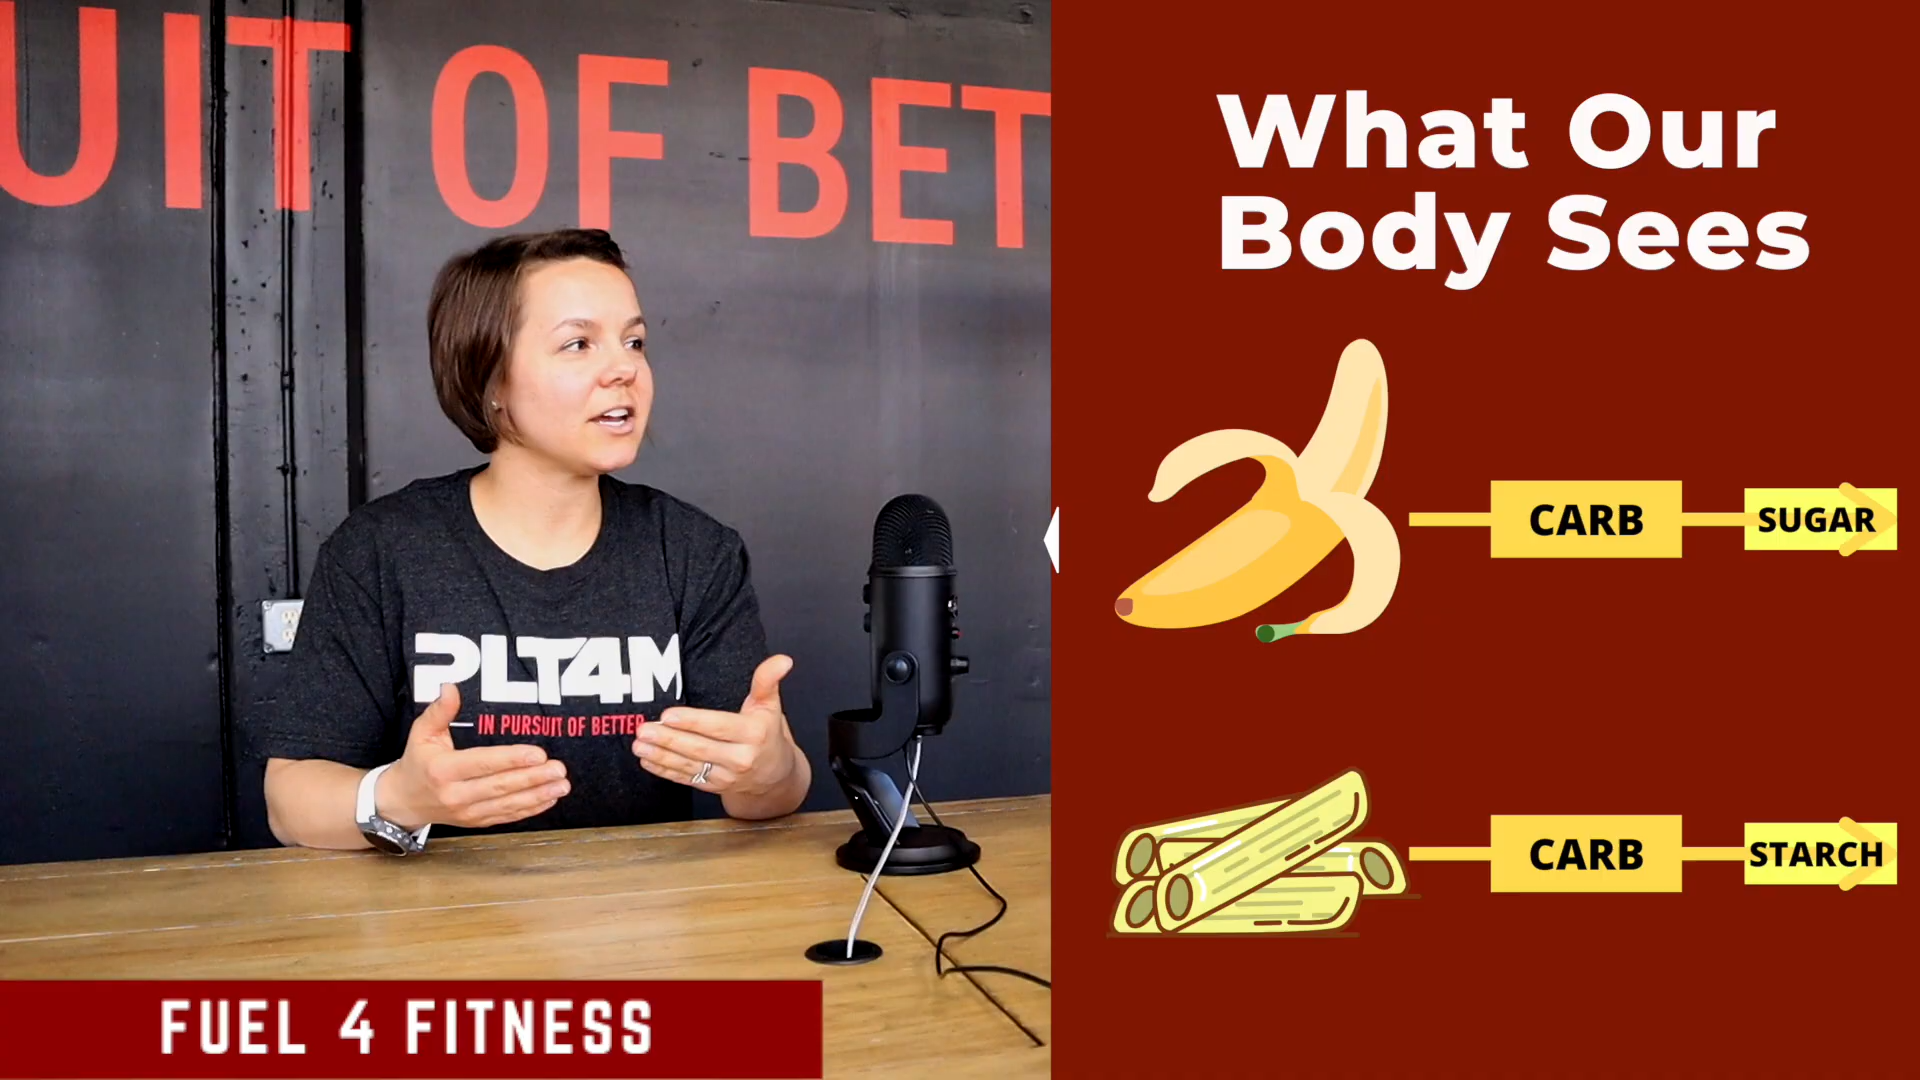 UIT OF BET
PLT4M
IN PURSUIT OF BETTER
FUEL 4 FITNESS
What Our
Body Sees
CARB
SUGAR
CARB
STARCH